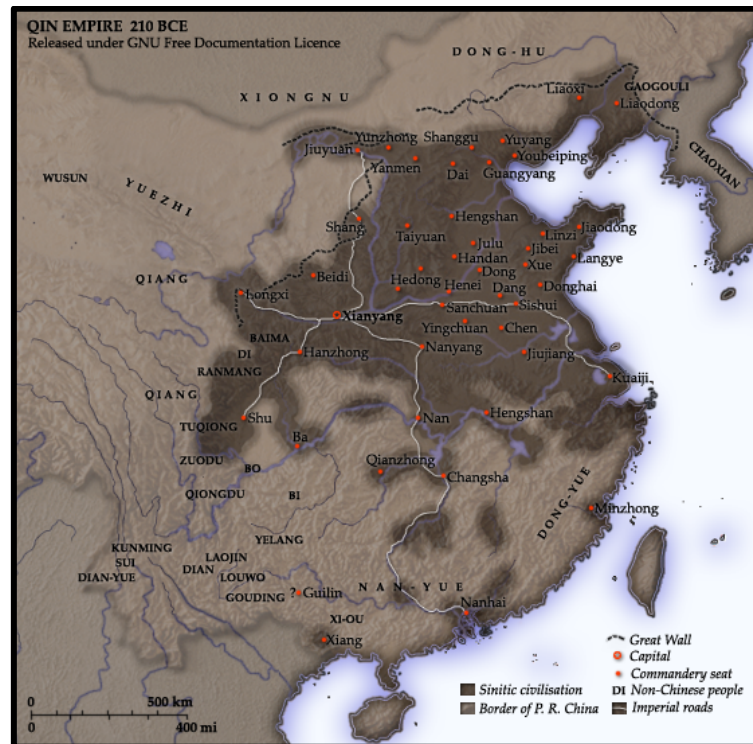 QIN EMPIRE 210 BCE
Released under GNU Free Documentation Licence
DONG-HU
XIONGNU
Liaoxi
GAOGOULI
Liaodong
CHAOXIAN
Yunzhong
Shanggu
Yuyang
Jiuyuan
Youbeiping
Yanmen
Dai
Guangyang
WUSUN
YUEZHI
Shang
Hengshan
Taiyuan
Linzi
Jiaodong
Julu
Jibei
Handan
Langye
Xue
QIANG
Beidi
Hedong
Dong
Longxi
Henei
Dang
Donghai
Xianyang
Sanchuan
Sishui
Yingchuan
Chen
BAIMA
DI
Hanzhong
Nanyang
Jiujiang
RANMANG
Kuaiji
QIANG
Shu
Nan
Hengshan
TUQIONG
Ba
ZUODU
BO
Qianzhong
Changsha
QIONGDU
BI
DONG-YUE
Minzhong
YELANG
KUNMING
SUI
LAOJIN
DIAN
DIAN-YUE
LOUWO
GOUDING
NAN-YUE
? Guilin
Nanhai
XI-OU
Xiang
Great Wall
Capital
Commandery seat
Sinitic civilisation
DI Non-Chinese people
Border of P. R. China
Imperial roads
0 500 km
0 400 mi